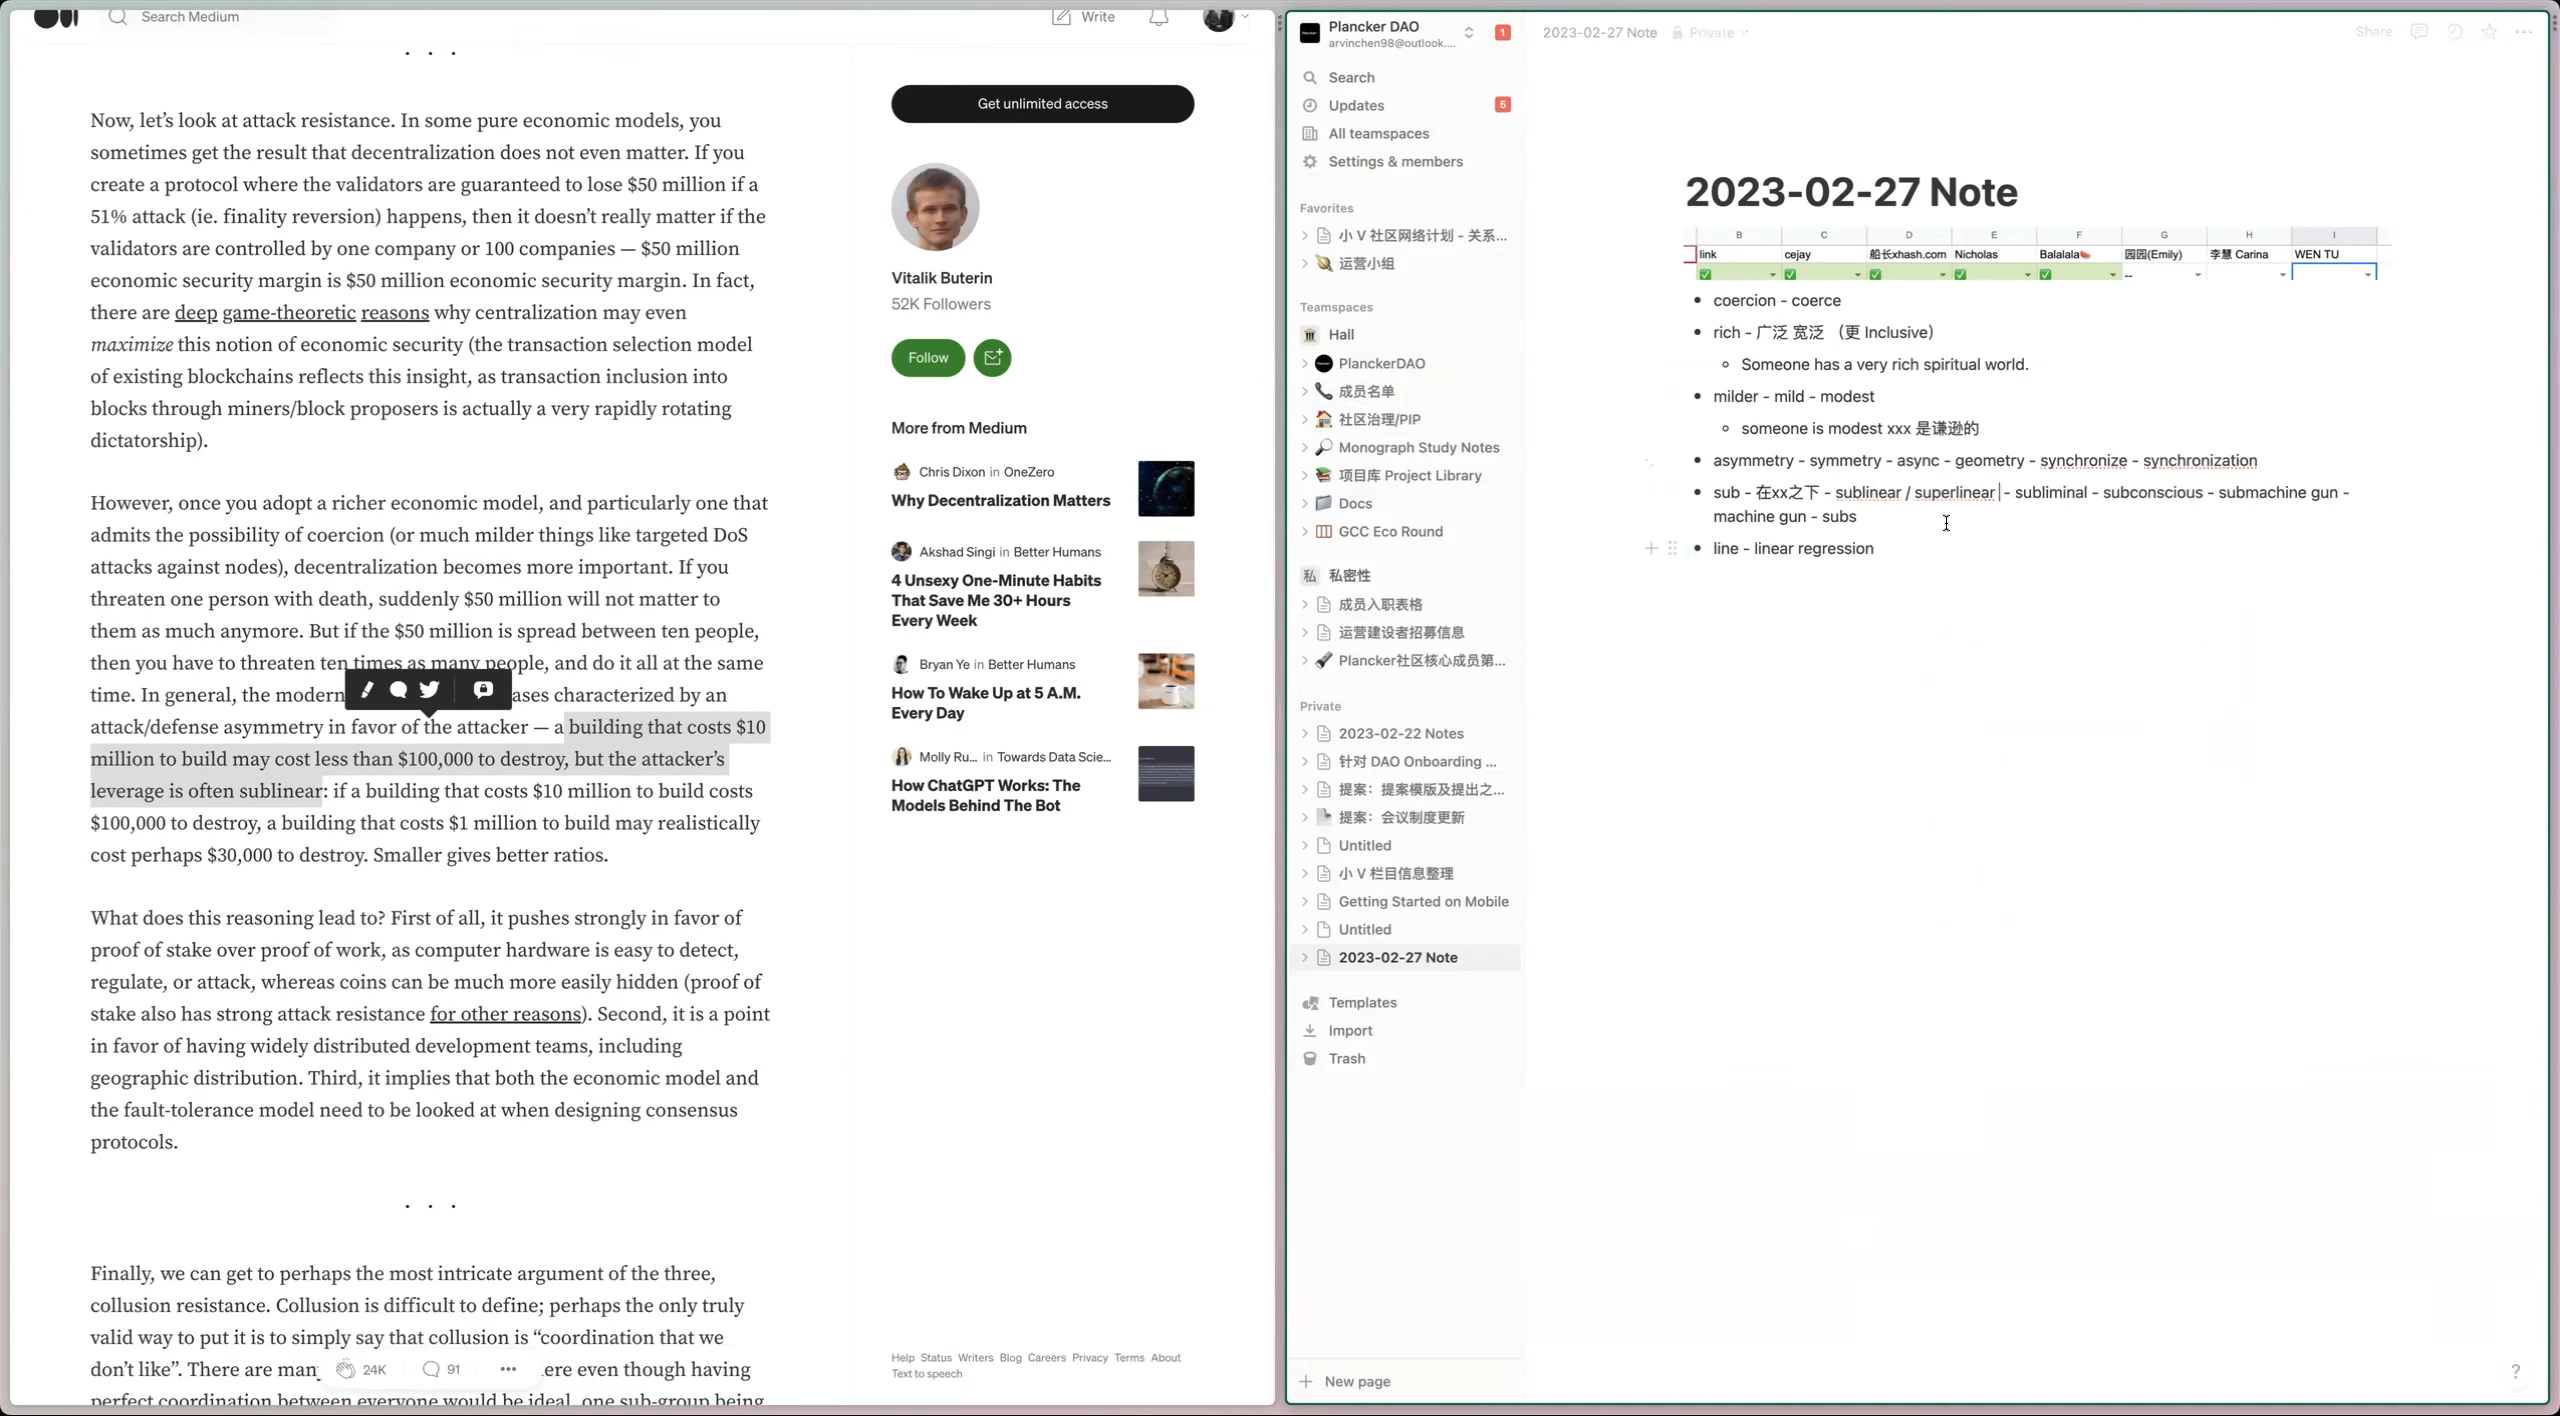 Search Medium
Write
. . .
Now, let’s look at attack resistance. In some pure economic models, you
sometimes get the result that decentralization does not even matter. If you
create a protocol where the validators are guaranteed to lose $50 million if a
51% attack (ie. finality reversion) happens, then it doesn’t really matter if the
validators are controlled by one company or 100 companies — $50 million
economic security margin is $50 million economic security margin. In fact,
there are deep game-theoretic reasons why centralization may even
maximize this notion of economic security (the transaction selection model
of existing blockchains reflects this insight, as transaction inclusion into
blocks through miners/block proposers is actually a very rapidly rotating
dictatorship).
However, once you adopt a richer economic model, and particularly one that
admits the possibility of coercion (or much milder things like targeted DoS
attacks against nodes), decentralization becomes more important. If you
threaten one person with death, suddenly $50 million will not matter to
them as much anymore. But if the $50 million is spread between ten people,
then you have to threaten ten times as many people, and do it all at the same
time. In general, the modern ases characterized by an
attack/defense asymmetry in favor of the attacker — a building that costs $10
million to build may cost less than $100,000 to destroy, but the attacker’s
leverage is often sublinear: if a building that costs $10 million to build costs
$100,000 to destroy, a building that costs $1 million to build may realistically
cost perhaps $30,000 to destroy. Smaller gives better ratios.
What does this reasoning lead to? First of all, it pushes strongly in favor of
proof of stake over proof of work, as computer hardware is easy to detect,
regulate, or attack, whereas coins can be much more easily hidden (proof of
stake also has strong attack resistance for other reasons). Second, it is a point
in favor of having widely distributed development teams, including
geographic distribution. Third, it implies that both the economic model and
the fault-tolerance model need to be looked at when designing consensus
protocols.
. . .
Finally, we can get to perhaps the most intricate argument of the three,
collusion resistance. Collusion is difficult to define; perhaps the only truly
valid way to put it is to simply say that collusion is “coordination that we
don’t like”. There are many ere even though having
perfect coordination between everyone would be ideal, one sub-group being
24K 91
Get unlimited access
Vitalik Buterin
52K Followers
Follow
More from Medium
Chris Dixon in OneZero
Why Decentralization Matters
Akshad Singi in Better Humans
4 Unsexy One-Minute Habits
That Save Me 30+ Hours
Every Week
Bryan Ye in Better Humans
How To Wake Up at 5 A.M.
Every Day
Molly Ru... in Towards Data Scie...
How ChatGPT Works: The
Models Behind The Bot
Help Status Writers Blog Careers Privacy Terms About
Text to speech
Plancker DAO
arvinchen98@outlook....
1
Search
Updates 5
All teamspaces
Settings & members
Favorites
小 V 社区网络计划 - 关系...
运营小组
Teamspaces
Hall
PlanckerDAO
成员名单
社区治理/PIP
Monograph Study Notes
项目库 Project Library
Docs
GCC Eco Round
私 私密性
成员入职表格
运营建设者招募信息
Plancker社区核心成员第...
Private
2023-02-22 Notes
针对 DAO Onboarding ...
提案：提案模版及提出之...
提案：会议制度更新
Untitled
小 V 栏目信息整理
Getting Started on Mobile
Untitled
2023-02-27 Note
Templates
Import
Trash
New page
2023-02-27 Note Private
Share
2023-02-27 Note
B C D E F G H I
link cejay 船长xhash.com Nicholas Balalala🍉 园园(Emily) 李慧 Carina WEN TU
✅ ✅ ✅ ✅ ✅ --
• coercion - coerce
• rich - 广泛 宽泛 （更 Inclusive）
◦ Someone has a very rich spiritual world.
• milder - mild - modest
◦ someone is modest xxx 是谦逊的
• asymmetry - symmetry - async - geometry - synchronize - synchronization
• sub - 在xx之下 - sublinear / superlinear - subliminal - subconscious - submachine gun -
machine gun - subs
• line - linear regression
?